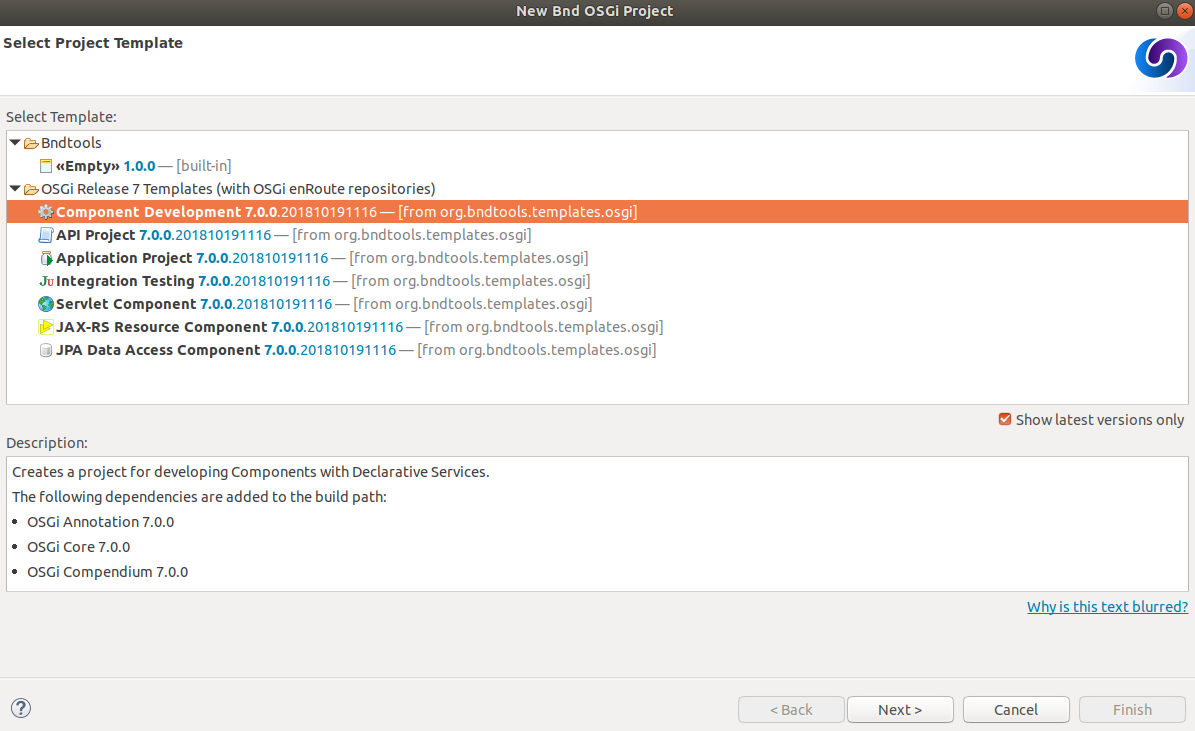 New Bnd OSGi Project
Select Project Template
Select Template:
Bndtools
«Empty» 1.0.0 — [built-in]
OSGi Release 7 Templates (with OSGi enRoute repositories)
Component Development 7.0.0.201810191116 — [from org.bndtools.templates.osgi]
API Project 7.0.0.201810191116 — [from org.bndtools.templates.osgi]
Application Project 7.0.0.201810191116 — [from org.bndtools.templates.osgi]
Ju Integration Testing 7.0.0.201810191116 — [from org.bndtools.templates.osgi]
Servlet Component 7.0.0.201810191116 — [from org.bndtools.templates.osgi]
JAX-RS Resource Component 7.0.0.201810191116 — [from org.bndtools.templates.osgi]
JPA Data Access Component 7.0.0.201810191116 — [from org.bndtools.templates.osgi]
Show latest versions only
Description:
Creates a project for developing Components with Declarative Services.
The following dependencies are added to the build path:
• OSGi Annotation 7.0.0
• OSGi Core 7.0.0
• OSGi Compendium 7.0.0
Why is this text blurred?
? < Back Next > Cancel Finish